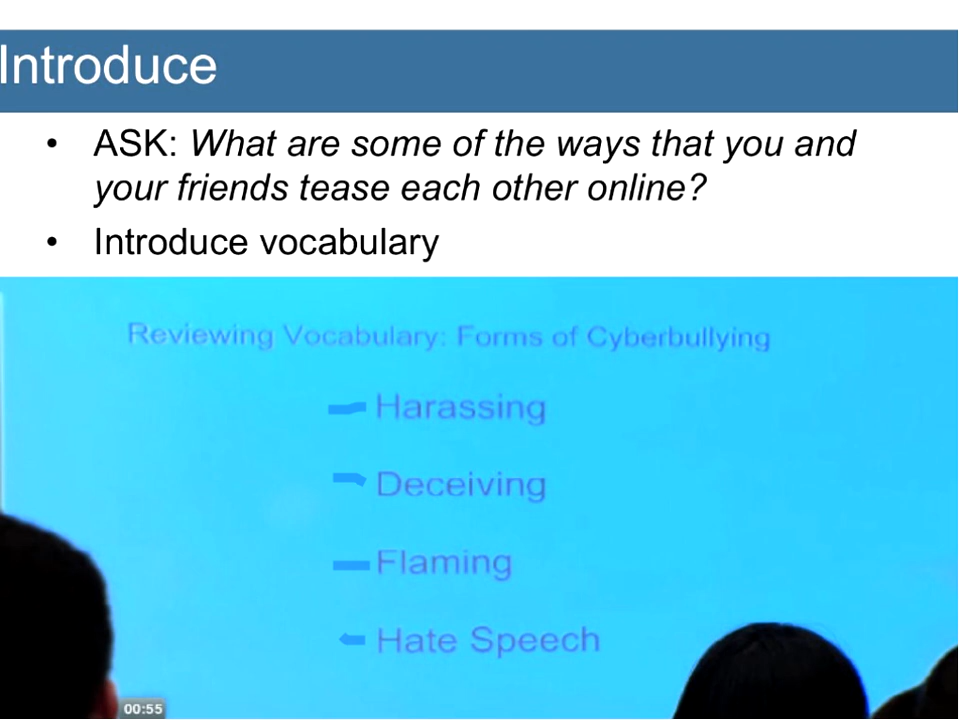 Introduce
• ASK: What are some of the ways that you and
your friends tease each other online?
• Introduce vocabulary
Reviewing Vocabulary: Forms of Cyberbullying
Harassing
Deceiving
Flaming
Hate Speech
00:55